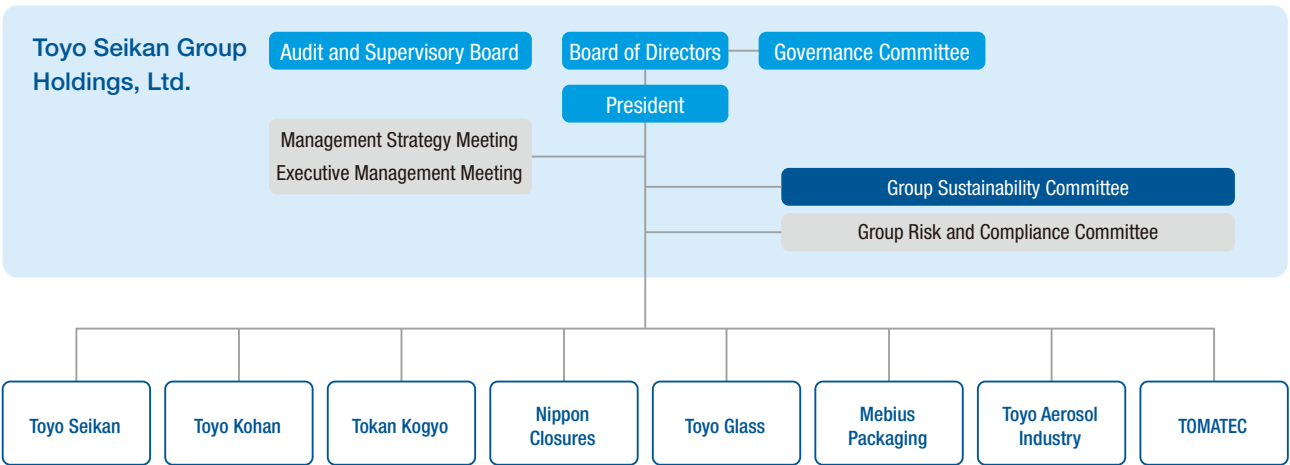 Toyo Seikan Group
Holdings, Ltd.
Audit and Supervisory Board
Board of Directors
Governance Committee
President
Management Strategy Meeting
Executive Management Meeting
Group Sustainability Committee
Group Risk and Compliance Committee
Toyo Seikan
Toyo Kohan
Tokan Kogyo
Nippon
Closures
Toyo Glass
Mebius
Packaging
Toyo Aerosol
Industry
TOMATEC